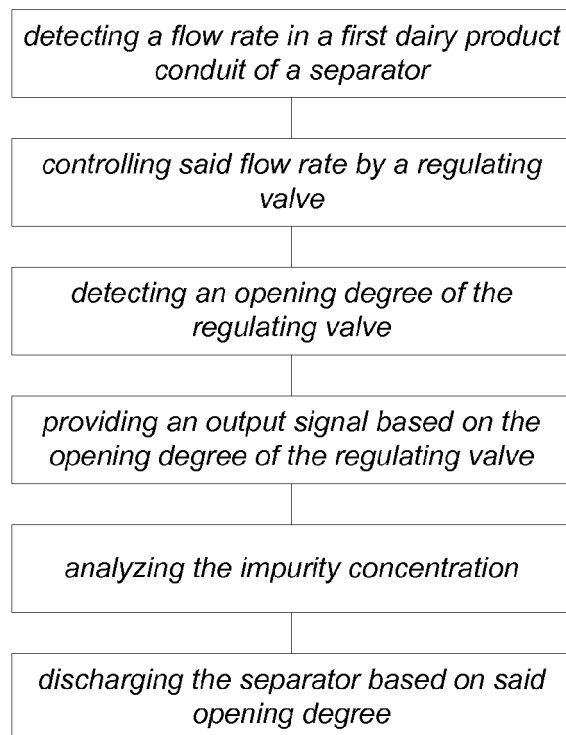 detecting a flow rate in a first dairy product
conduit of a separator
controlling said flow rate by a regulating
valve
detecting an opening degree of the
regulating valve
providing an output signal based on the
opening degree of the regulating valve
analyzing the impurity concentration
discharging the separator based on said
opening degree